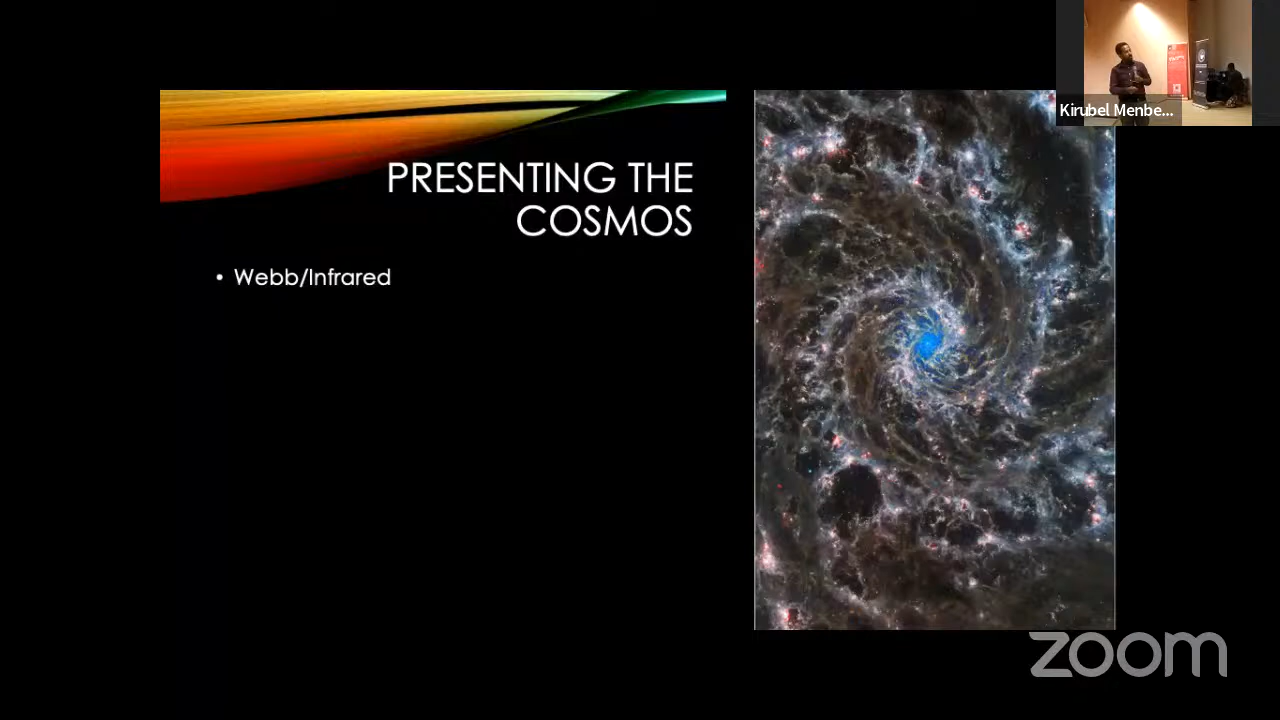 PRESENTING THE
COSMOS
• Webb/Infrared
Kirubel Menbe...
zoom